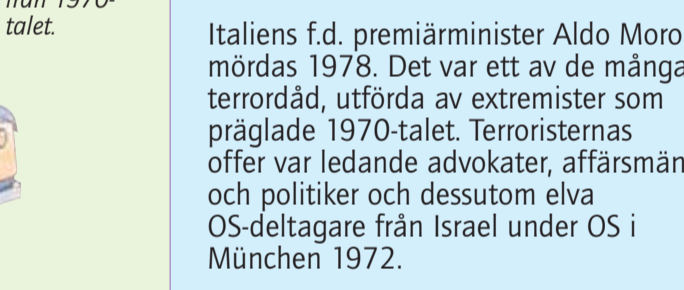 från 1970-
talet.
Italiens f.d. premiärminister Aldo Moro
mördas 1978. Det var ett av de många
terrordåd, utförda av extremister som
präglade 1970-talet. Terroristernas
offer var ledande advokater, affärsmän
och politiker och dessutom elva
OS-deltagare från Israel under OS i
München 1972.